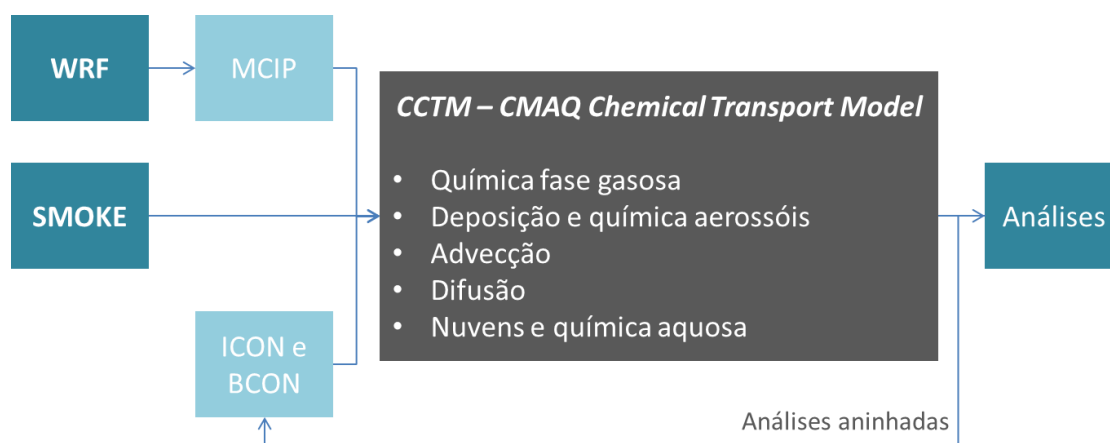 WRF
MCIP
CCTM – CMAQ Chemical Transport Model
SMOKE
• Química fase gasosa
• Deposição e química aerossóis
• Advecção
• Difusão
• Nuvens e química aquosa
Análises
ICON e
BCON
Análises aninhadas